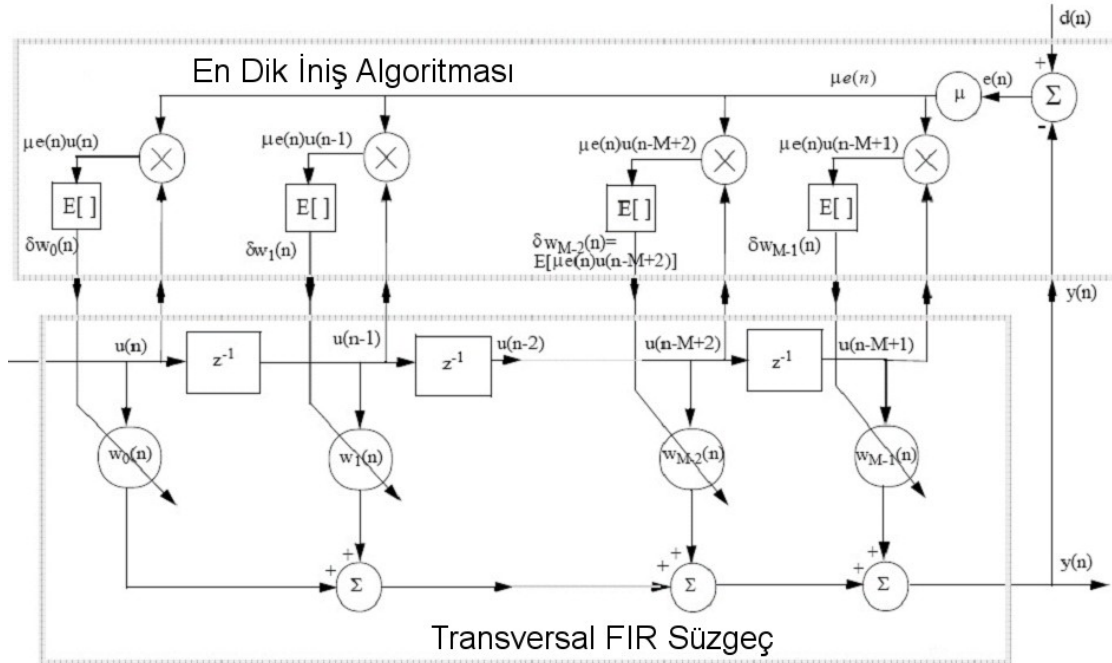 d(n)
En Dik İniş Algoritması
+
μe(n)
e(n)
μ
Σ
-
μe(n)u(n)
μe(n)u(n-1)
μe(n)u(n-M+2)
μe(n)u(n-M+1)
E[ ]
E[ ]
E[ ]
E[ ]
δw0(n)
δw1(n)
δwM-2(n)=
E[μe(n)u(n-M+2)]
δwM-1(n)
y(n)
u(n)
z-1
u(n-1)
z-1
u(n-2)
u(n-M+2)
z-1
u(n-M+1)
w0(n)
w1(n)
wM-2(n)
wM-1(n)
+
+
+
+
+
+
Σ
Σ
Σ
y(n)
Transversal FIR Süzgeç